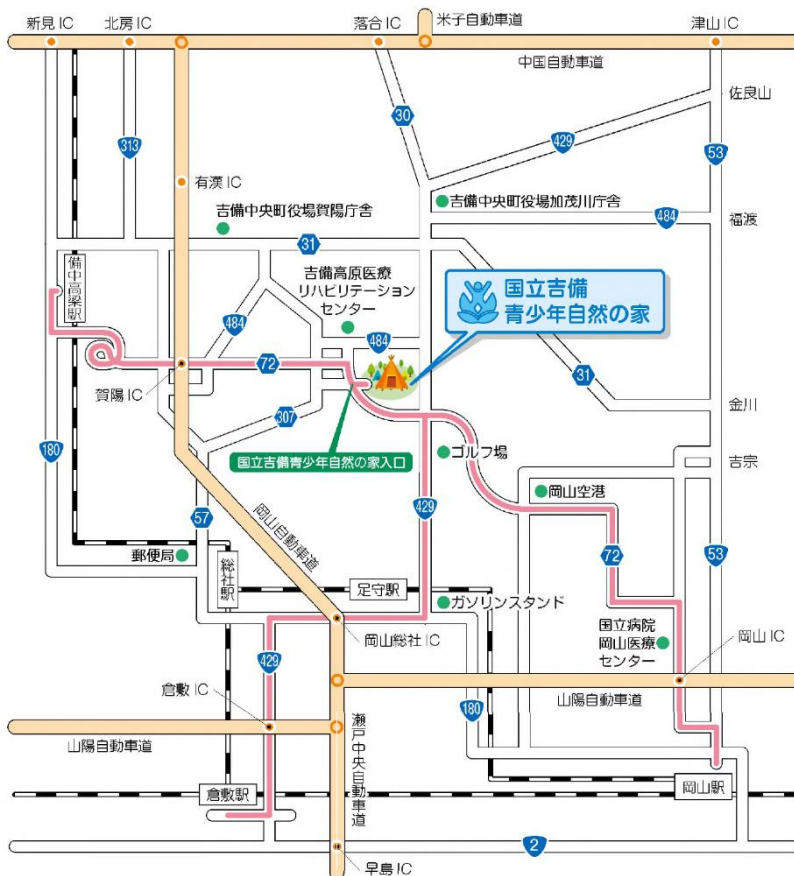 新見IC
北房IC
落合IC
米子自動車道
津山IC
中国自動車道
佐良山
30
429
313
53
有漢IC
吉備中央町役場賀陽庁舎
吉備中央町役場加茂川庁舎
484
福渡
31
備中高梁駅
吉備高原医療
リハビリテーション
センター
国立吉備
青少年自然の家
484
484
72
31
賀陽IC
307
金川
国立吉備青少年自然の家入口
ゴルフ場
吉宗
180
岡山空港
57
岡山自動車道
429
72
53
郵便局
総社駅
足守駅
ガソリンスタンド
岡山総社IC
国立病院
岡山医療
センター
岡山IC
429
倉敷IC
180
山陽自動車道
山陽自動車道
瀬戸中央自動車道
倉敷駅
岡山駅
2
早島IC